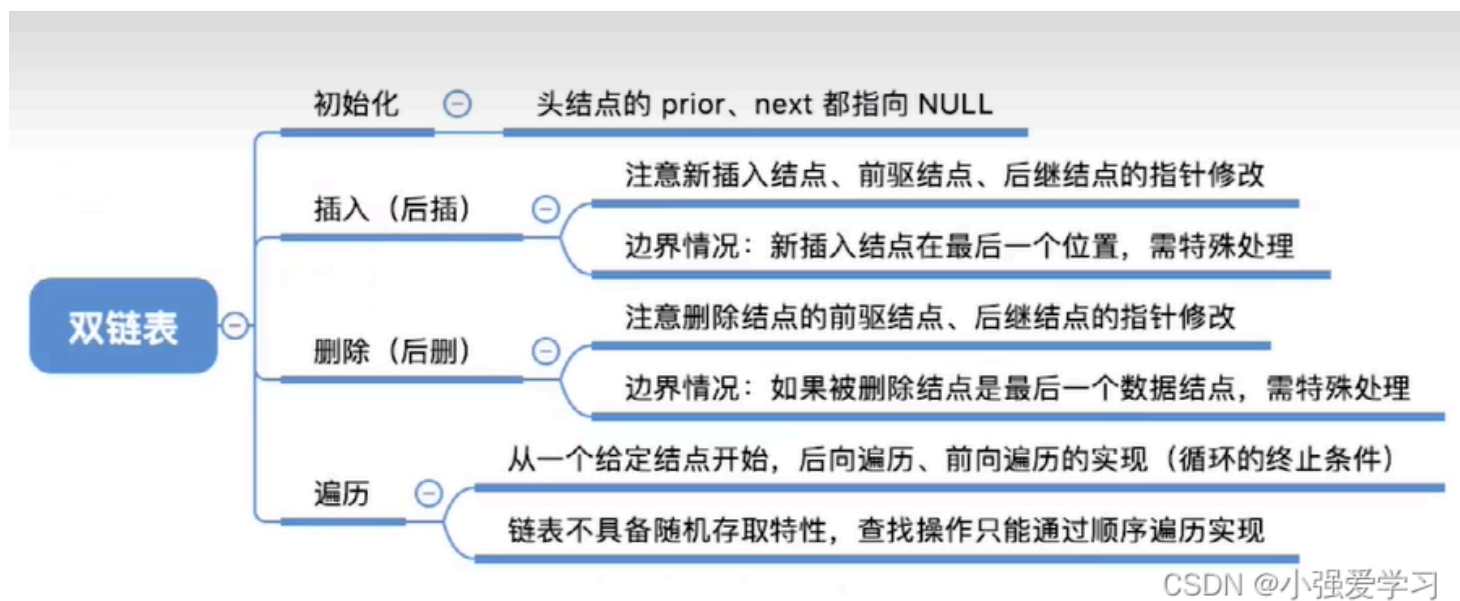 初始化
头结点的 prior、next 都指向 NULL
插入（后插）
注意新插入结点、前驱结点、后继结点的指针修改
边界情况：新插入结点在最后一个位置，需特殊处理
双链表
删除（后删）
注意删除结点的前驱结点、后继结点的指针修改
边界情况：如果被删除结点是最后一个数据结点，需特殊处理
遍历
从一个给定结点开始，后向遍历、前向遍历的实现（循环的终止条件）
链表不具备随机存取特性，查找操作只能通过顺序遍历实现
CSDN @小强爱学习